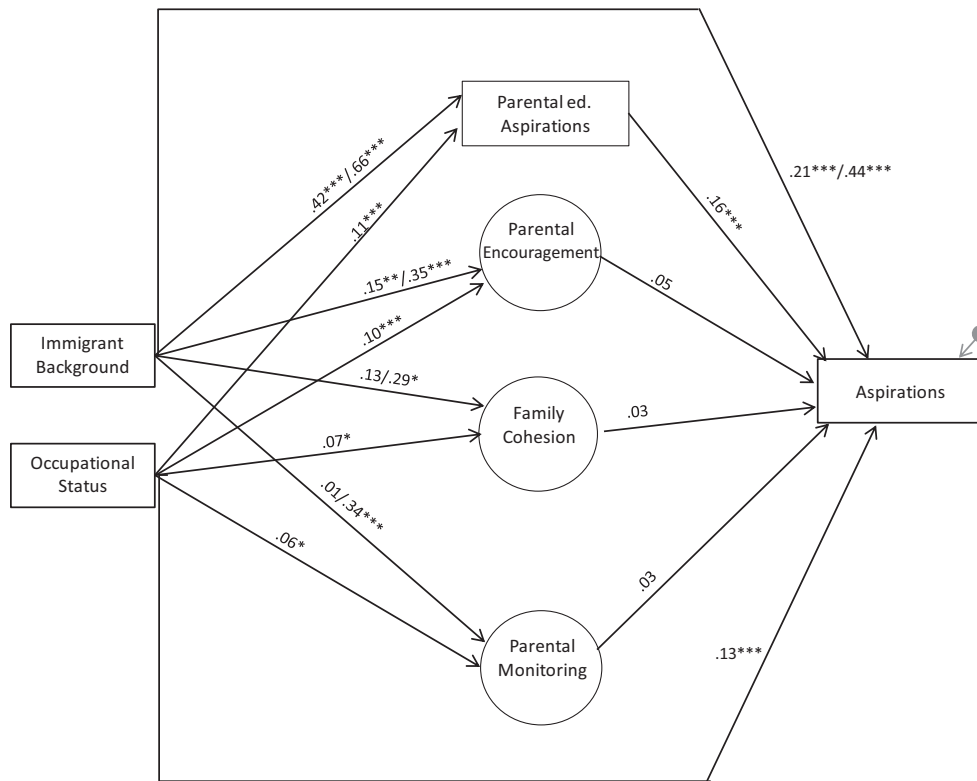 Parental ed.
Aspirations
.42***/.66***
.21***/.44***
.11***
.16***
Parental
Encouragement
.15**/.35***
.05
.10***
Immigrant
Background
.13/.29*
Aspirations
Family
Cohesion
.03
.07*
Occupational
Status
.01/.34***
.06*
.03
Parental
Monitoring
.13***